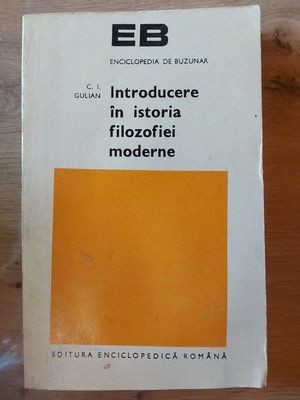 EB
ENCICLOPEDIA DE BUZUNAR
C. I.
GULIAN
Introducere
în istoria
filozofiei
moderne
EDITURA ENCICLOPEDICĂ ROMÂNĂ